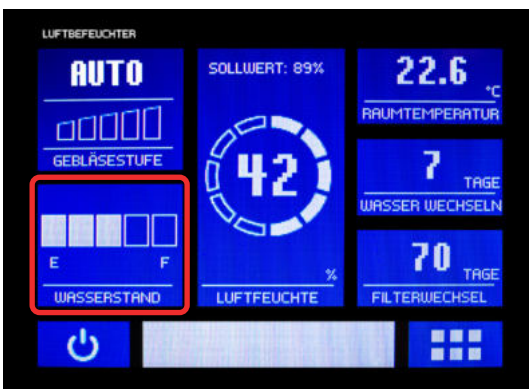 LUFTBEFEUCHTER
AUTO
GEBLÄSESTUFE
E F
WASSERSTAND
SOLLWERT: 89%
42
%
LUFTFEUCHTE
22.6 °C
RAUMTEMPERATUR
7 TAGE
WASSER WECHSELN
70 TAGE
FILTERWECHSEL